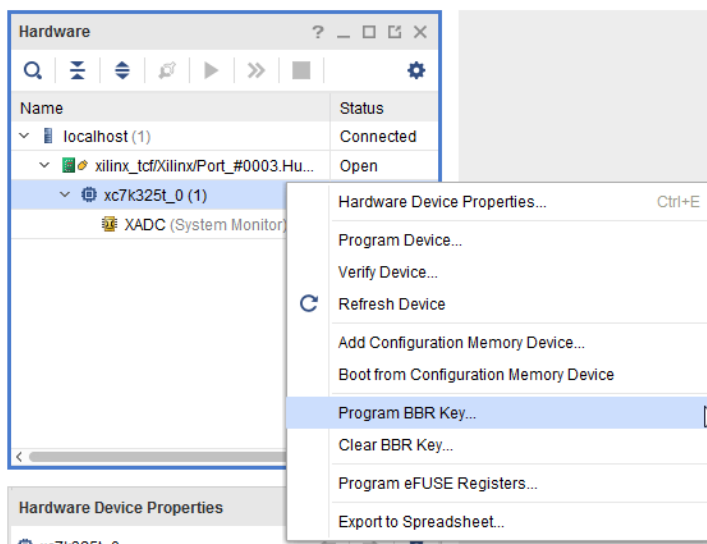 Hardware
Name Status
localhost (1) Connected
xilinx_tcf/Xilinx/Port_#0003.Hu... Open
xc7k325t_0 (1)
XADC (System Monitor)
Hardware Device Properties... Ctrl+E
Program Device...
Verify Device...
Refresh Device
Add Configuration Memory Device...
Boot from Configuration Memory Device
Program BBR Key...
Clear BBR Key...
Program eFUSE Registers...
Export to Spreadsheet...
Hardware Device Properties
xc7k325t_0